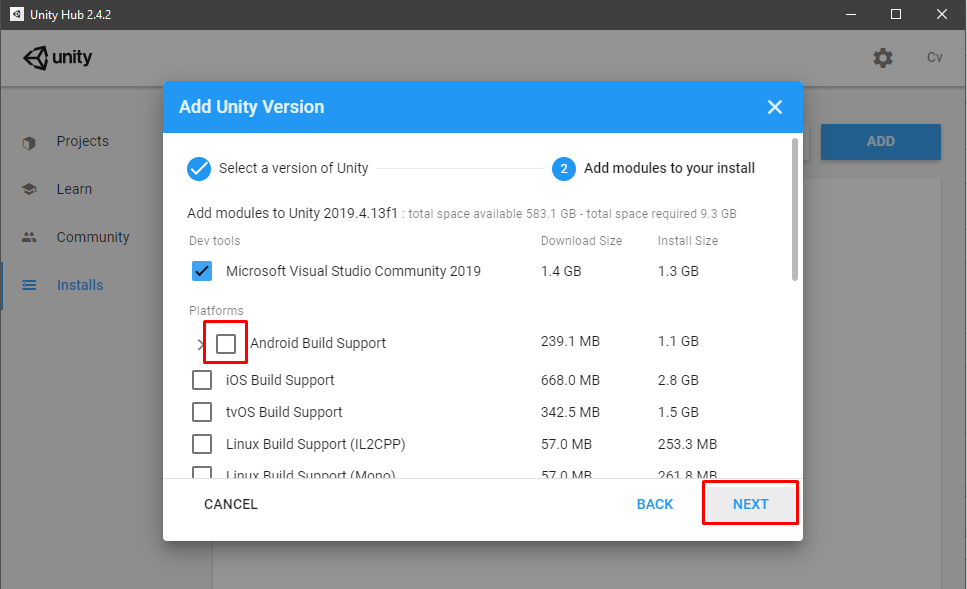 Unity Hub 2.4.2
unity
Cv
Projects
Learn
Community
Installs
ADD
Add Unity Version
Select a version of Unity
2
Add modules to your install
Add modules to Unity 2019.4.13f1 : total space available 583.1 GB - total space required 9.3 GB
Dev tools Download Size Install Size
Microsoft Visual Studio Community 2019 1.4 GB 1.3 GB
Platforms
Android Build Support 239.1 MB 1.1 GB
iOS Build Support 668.0 MB 2.8 GB
tvOS Build Support 342.5 MB 1.5 GB
Linux Build Support (IL2CPP) 57.0 MB 253.3 MB
Linux Build Support (Mono) 57.0 MB 261.8 MB
CANCEL BACK NEXT